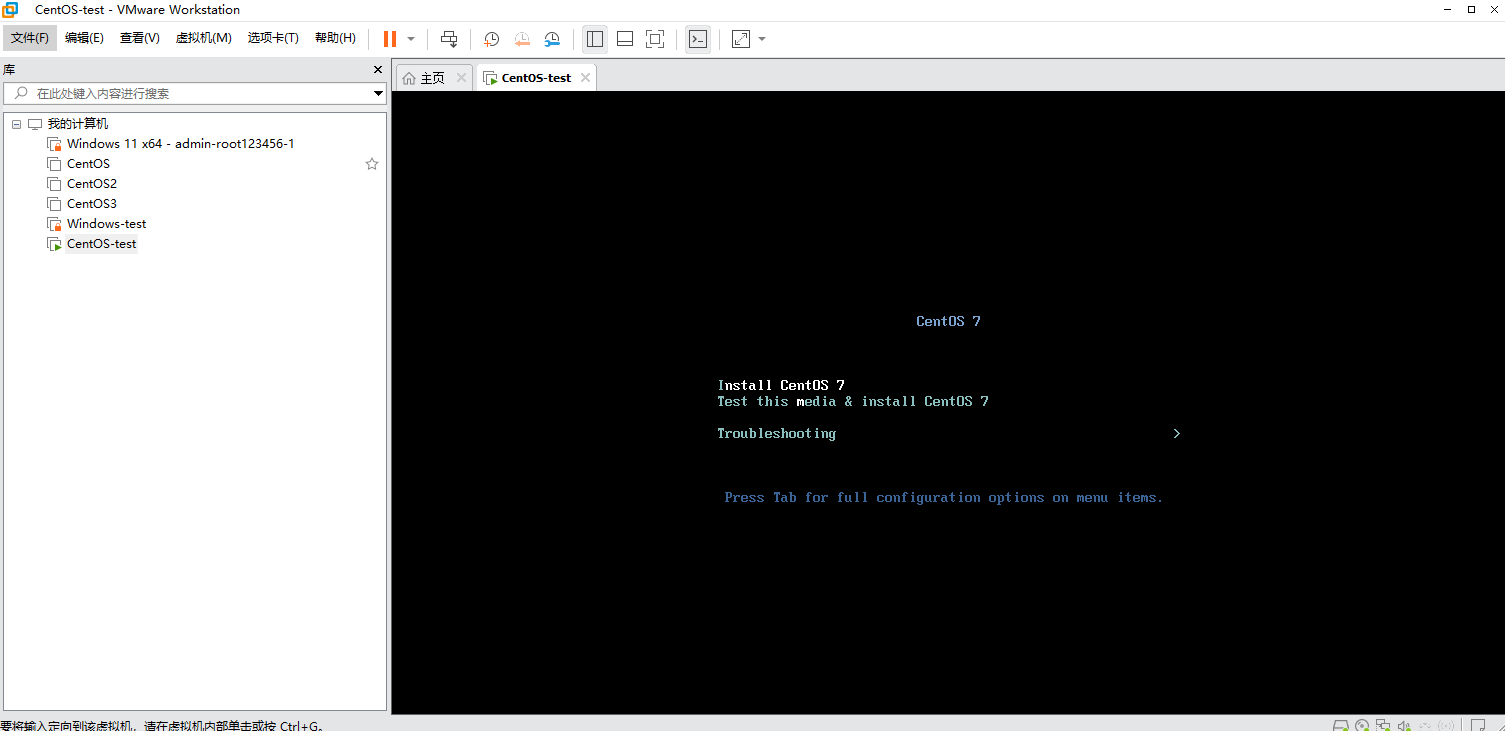 CentOS-test - VMware Workstation
文件(F) 编辑(E) 查看(V) 虚拟机(M) 选项卡(T) 帮助(H)
库
在此处键入内容进行搜索
我的计算机
Windows 11 x64 - admin-root123456-1
CentOS
CentOS2
CentOS3
Windows-test
CentOS-test
主页 CentOS-test
CentOS 7
Install CentOS 7
Test this media & install CentOS 7
Troubleshooting >
Press Tab for full configuration options on menu items.
要将输入定向到该虚拟机，请在虚拟机内部单击或按 Ctrl+G。